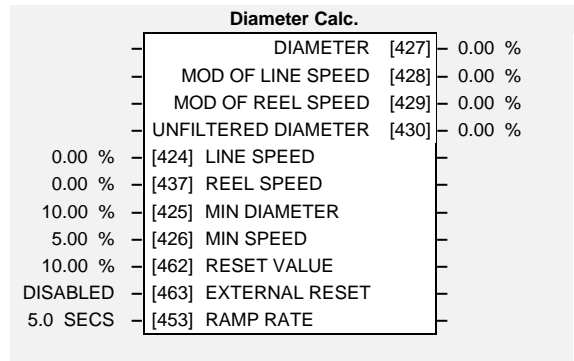 Diameter Calc.
– DIAMETER [427] – 0.00 %
– MOD OF LINE SPEED [428] – 0.00 %
– MOD OF REEL SPEED [429] – 0.00 %
– UNFILTERED DIAMETER [430] – 0.00 %
0.00 % – [424] LINE SPEED –
0.00 % – [437] REEL SPEED –
10.00 % – [425] MIN DIAMETER –
5.00 % – [426] MIN SPEED –
10.00 % – [462] RESET VALUE –
DISABLED – [463] EXTERNAL RESET –
5.0 SECS – [453] RAMP RATE –